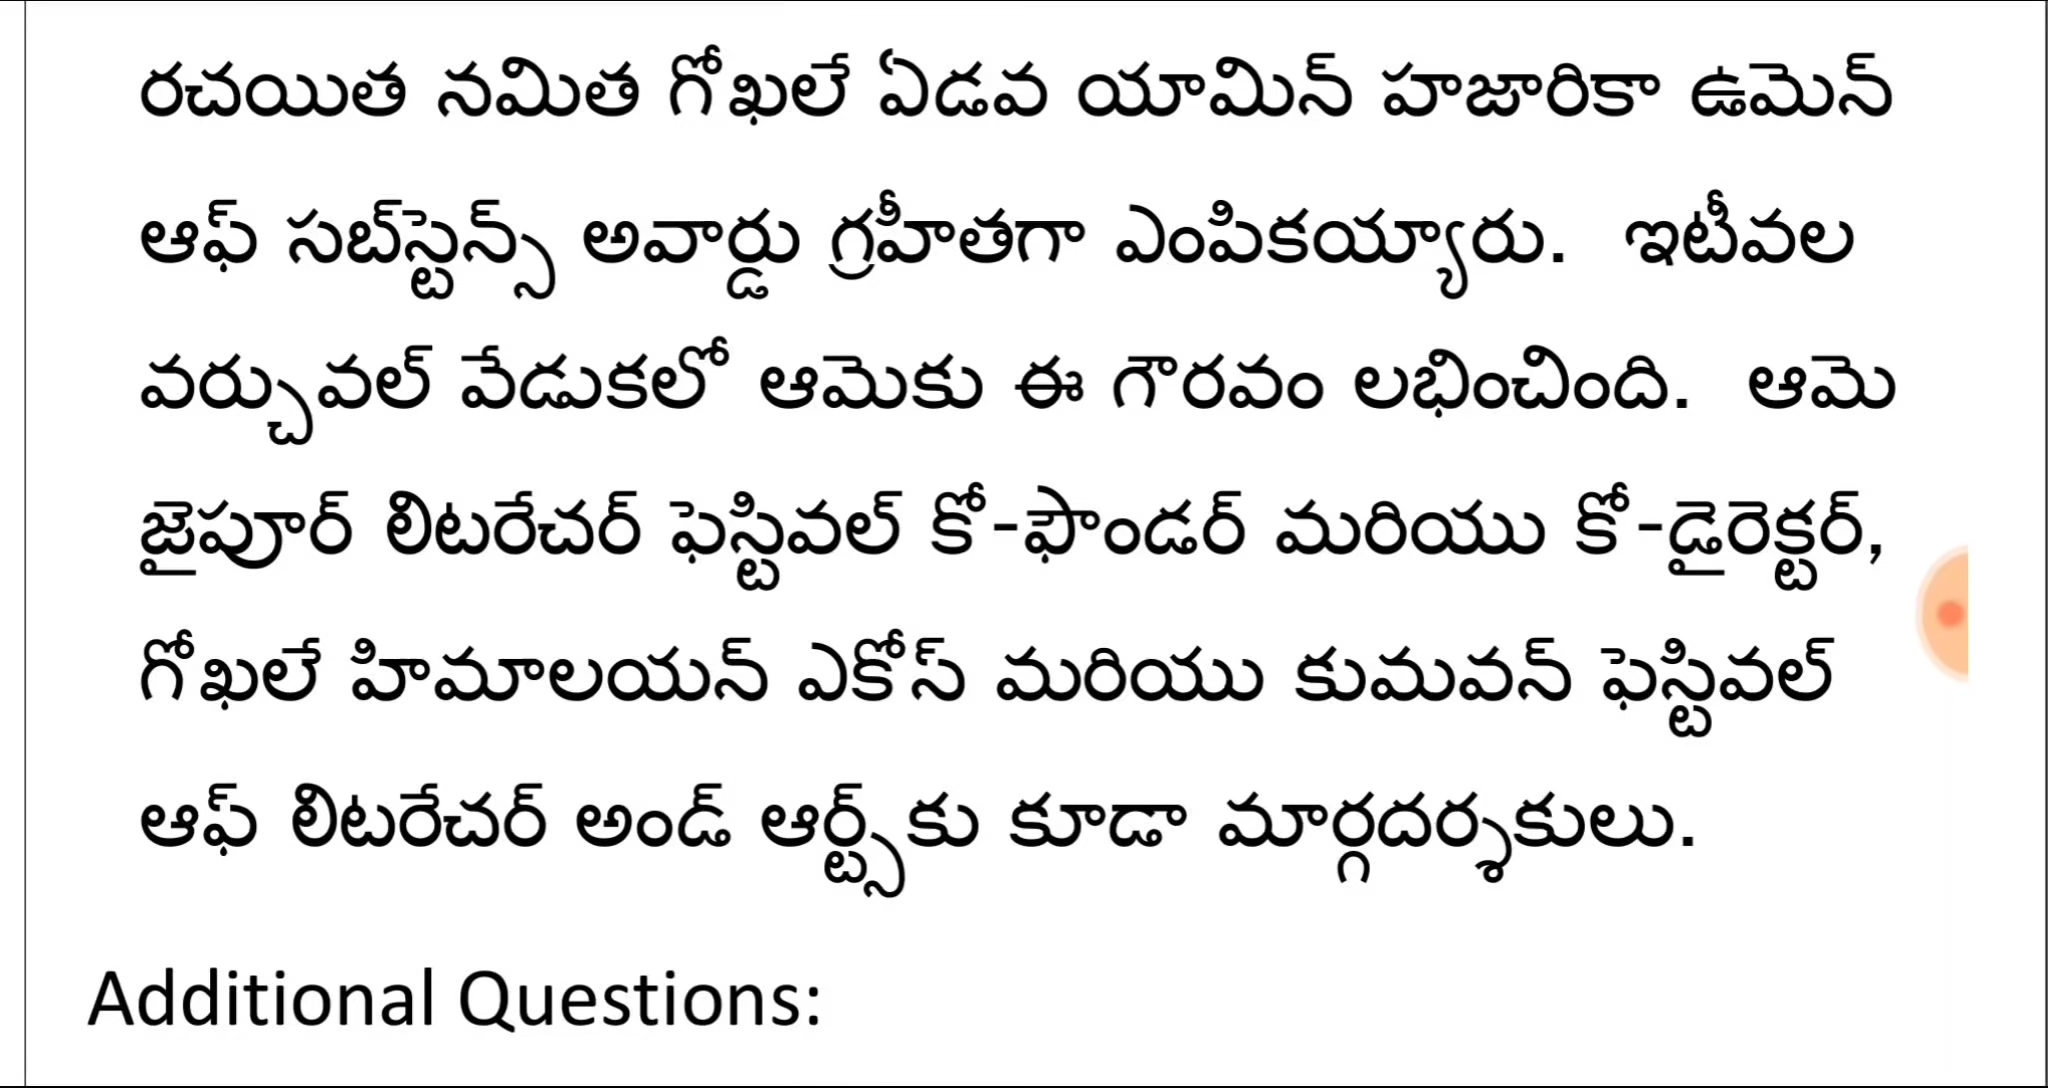 రచయిత నమిత గోఖలే ఏడవ యామిన్ హజారికా ఉమెన్
ఆఫ్ సబ్‌స్టెన్స్ అవార్డు గ్రహీతగా ఎంపికయ్యారు. ఇటీవల
వర్చువల్ వేడుకలో ఆమెకు ఈ గౌరవం లభించింది. ఆమె
జైపూర్ లిటరేచర్ ఫెస్టివల్ కో-ఫౌండర్ మరియు కో-డైరెక్టర్,
గోఖలే హిమాలయన్ ఎకోస్ మరియు కుమవన్ ఫెస్టివల్
ఆఫ్ లిటరేచర్ అండ్ ఆర్ట్స్‌కు కూడా మార్గదర్శకులు.
Additional Questions: